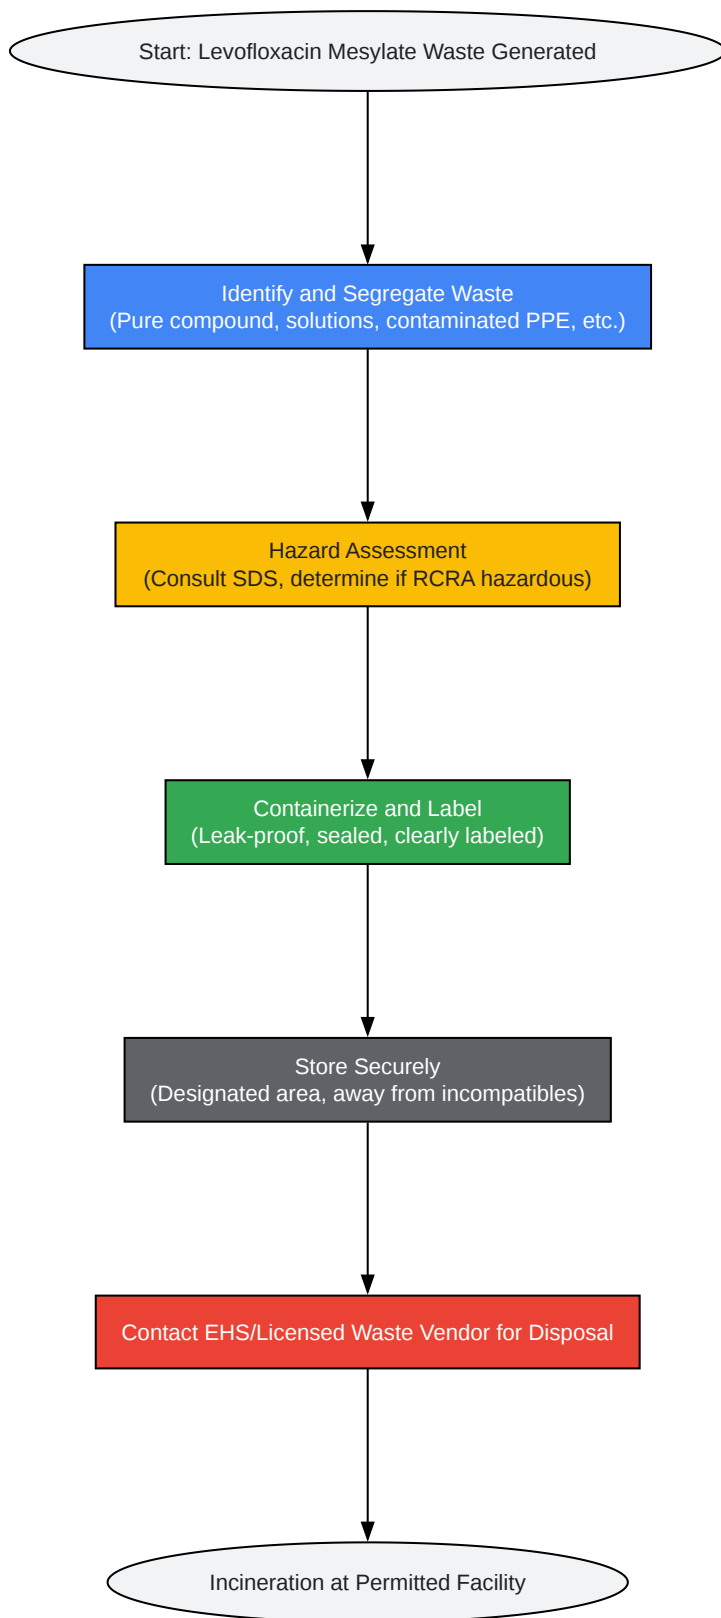 Start: Levofloxacin Mesylate Waste Generated
Identify and Segregate Waste
(Pure compound, solutions, contaminated PPE, etc.)
Hazard Assessment
(Consult SDS, determine if RCRA hazardous)
Containerize and Label
(Leak-proof, sealed, clearly labeled)
Store Securely
(Designated area, away from incompatibles)
Contact EHS/Licensed Waste Vendor for Disposal
Incineration at Permitted Facility